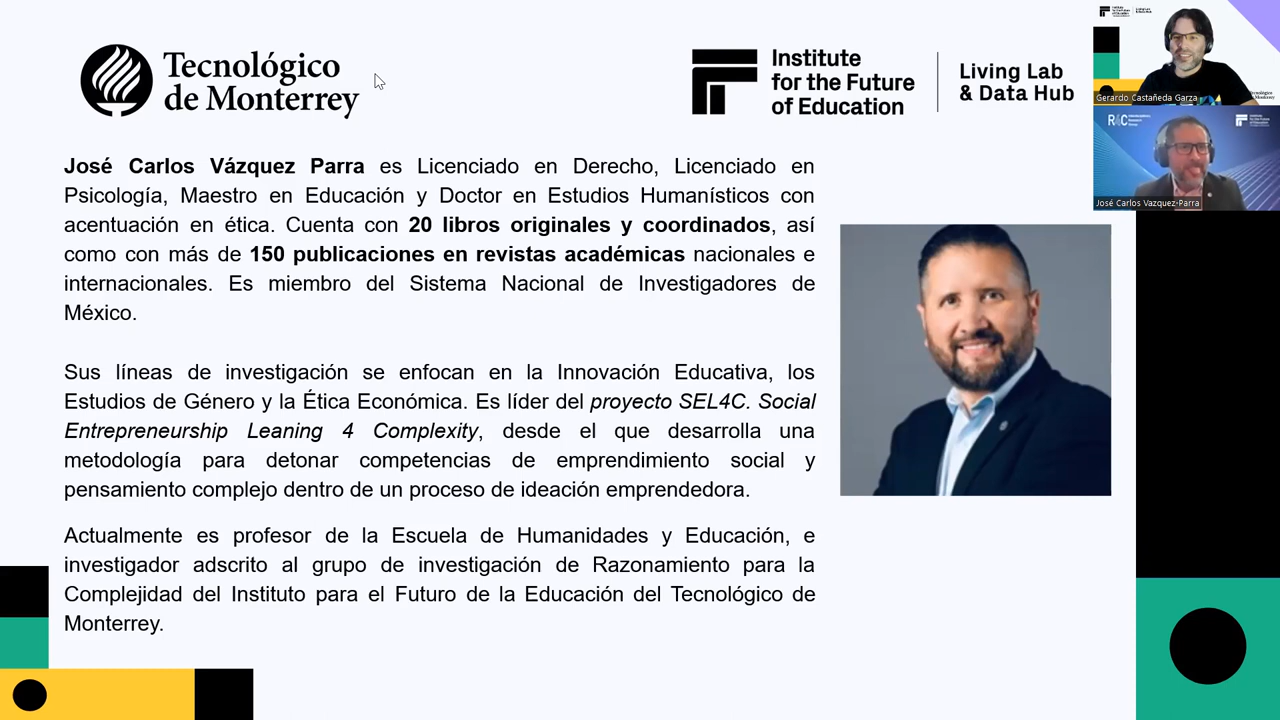 Tecnológico
de Monterrey
Institute
for the Future
of Education
Living Lab
& Data Hub
José Carlos Vázquez Parra es Licenciado en Derecho, Licenciado en
Psicología, Maestro en Educación y Doctor en Estudios Humanísticos con
acentuación en ética. Cuenta con 20 libros originales y coordinados, así
como con más de 150 publicaciones en revistas académicas nacionales e
internacionales. Es miembro del Sistema Nacional de Investigadores de
México.
Sus líneas de investigación se enfocan en la Innovación Educativa, los
Estudios de Género y la Ética Económica. Es líder del proyecto SEL4C. Social
Entrepreneurship Leaning 4 Complexity, desde el que desarrolla una
metodología para detonar competencias de emprendimiento social y
pensamiento complejo dentro de un proceso de ideación emprendedora.
Actualmente es profesor de la Escuela de Humanidades y Educación, e
investigador adscrito al grupo de investigación de Razonamiento para la
Complejidad del Instituto para el Futuro de la Educación del Tecnológico de
Monterrey.
Gerardo Castañeda Garza
R4C
José Carlos Vazquez-Parra